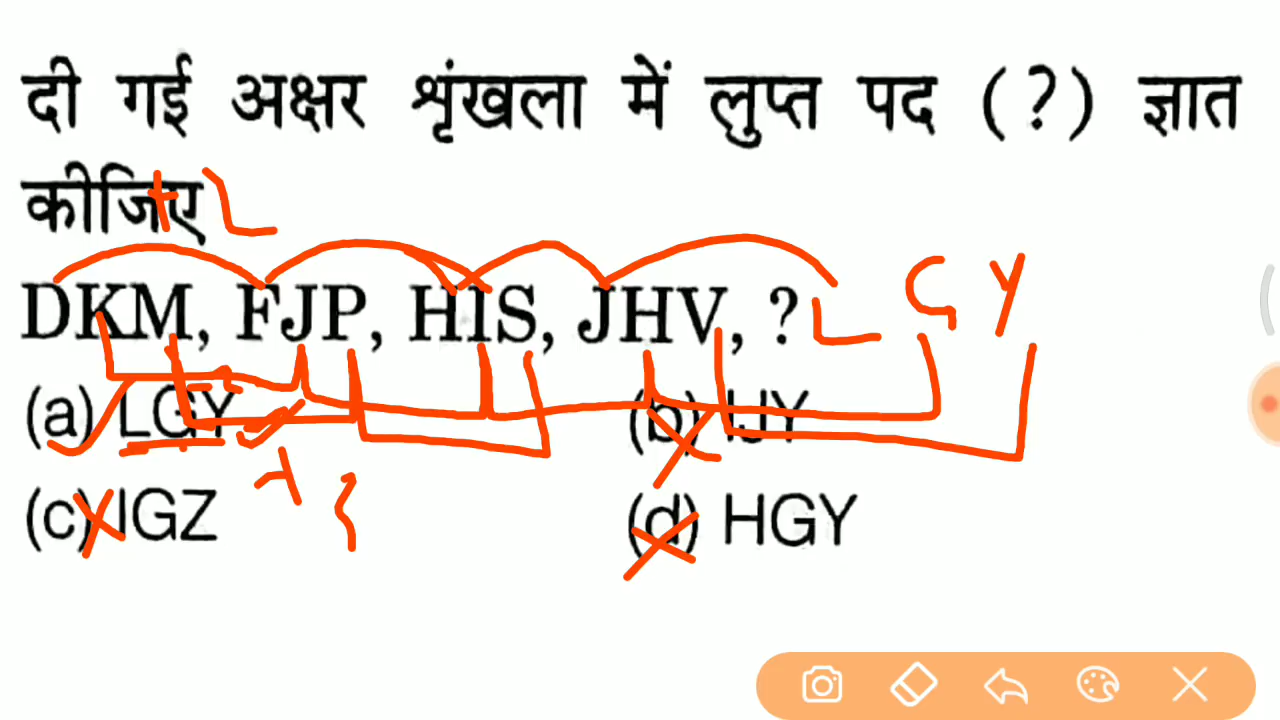 दी गई अक्षर शृंखला में लुप्त पद (?) ज्ञात
कीजिए L
DKM, FJP, HIS, JHV, ? L G Y
(a) LGY (b) IJY
(c) IGZ (d) HGY